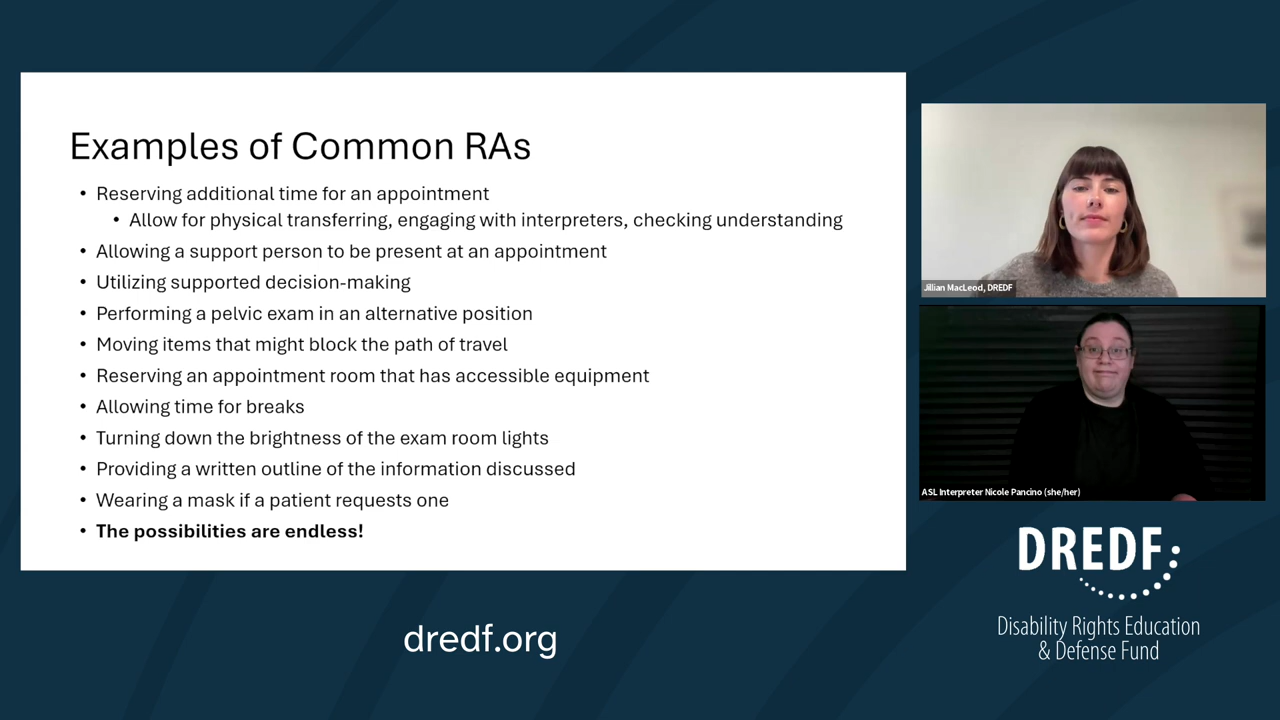 Examples of Common RAs
• Reserving additional time for an appointment
• Allow for physical transferring, engaging with interpreters, checking understanding
• Allowing a support person to be present at an appointment
• Utilizing supported decision-making
• Performing a pelvic exam in an alternative position
• Moving items that might block the path of travel
• Reserving an appointment room that has accessible equipment
• Allowing time for breaks
• Turning down the brightness of the exam room lights
• Providing a written outline of the information discussed
• Wearing a mask if a patient requests one
• The possibilities are endless!
Jillian MacLeod, DREDF
ASL Interpreter Nicole Pancino (she/her)
DREDF
Disability Rights Education
& Defense Fund
dredf.org